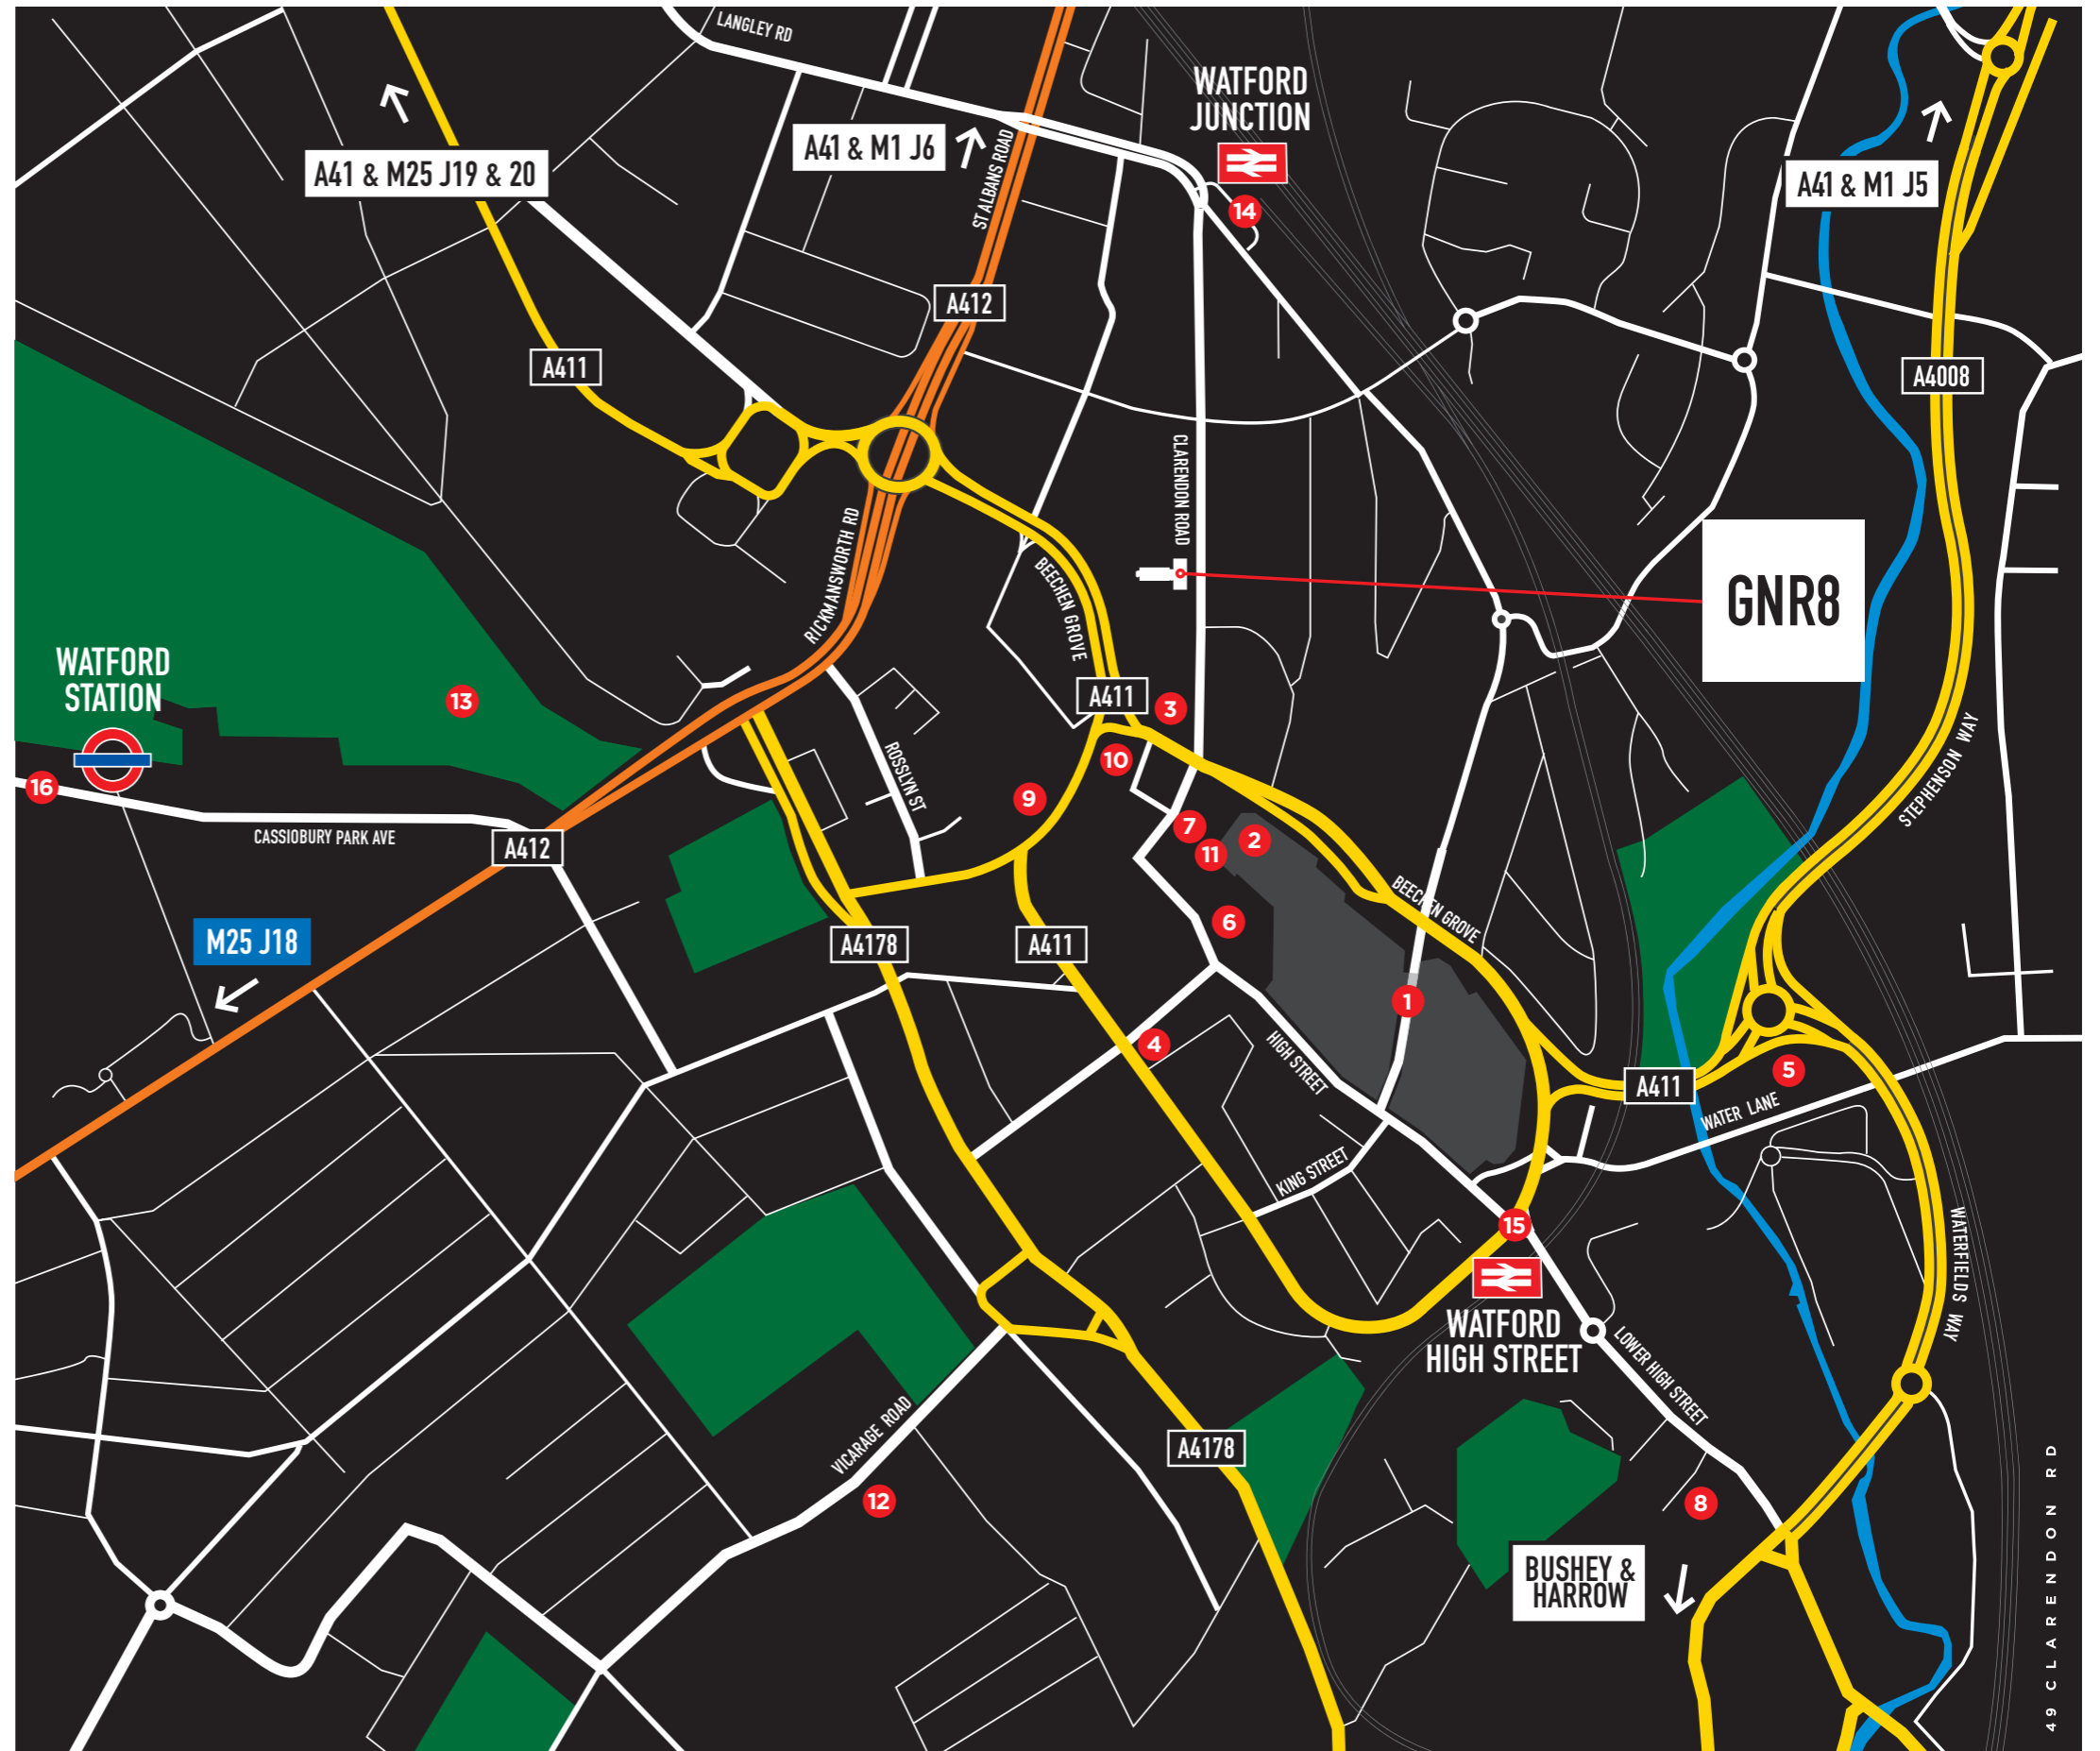 LANGLEY RD
WATFORD
JUNCTION
A41 & M1 J6
ST ALBANS ROAD
A41 & M25 J19 & 20
A41 & M1 J5
14
A412
A411
A4008
CLARENDON ROAD
RICKMANSWORTH RD
BEECHEN GROVE
GNR8
WATFORD
STATION
13
A411
3
10
STEPHENSON WAY
ROSSLYN ST
16
9
CASSIOBURY PARK AVE
A412
7
2
11
BEECHEN GROVE
6
M25 J18
A4178
A411
1
4
HIGH STREET
5
A411
WATER LANE
KING STREET
15
WATERFIELDS WAY
WATFORD
HIGH STREET
LOWER HIGH STREET
VICARAGE ROAD
A4178
12
8
BUSHEY &
HARROW
49 CLARENDON RD